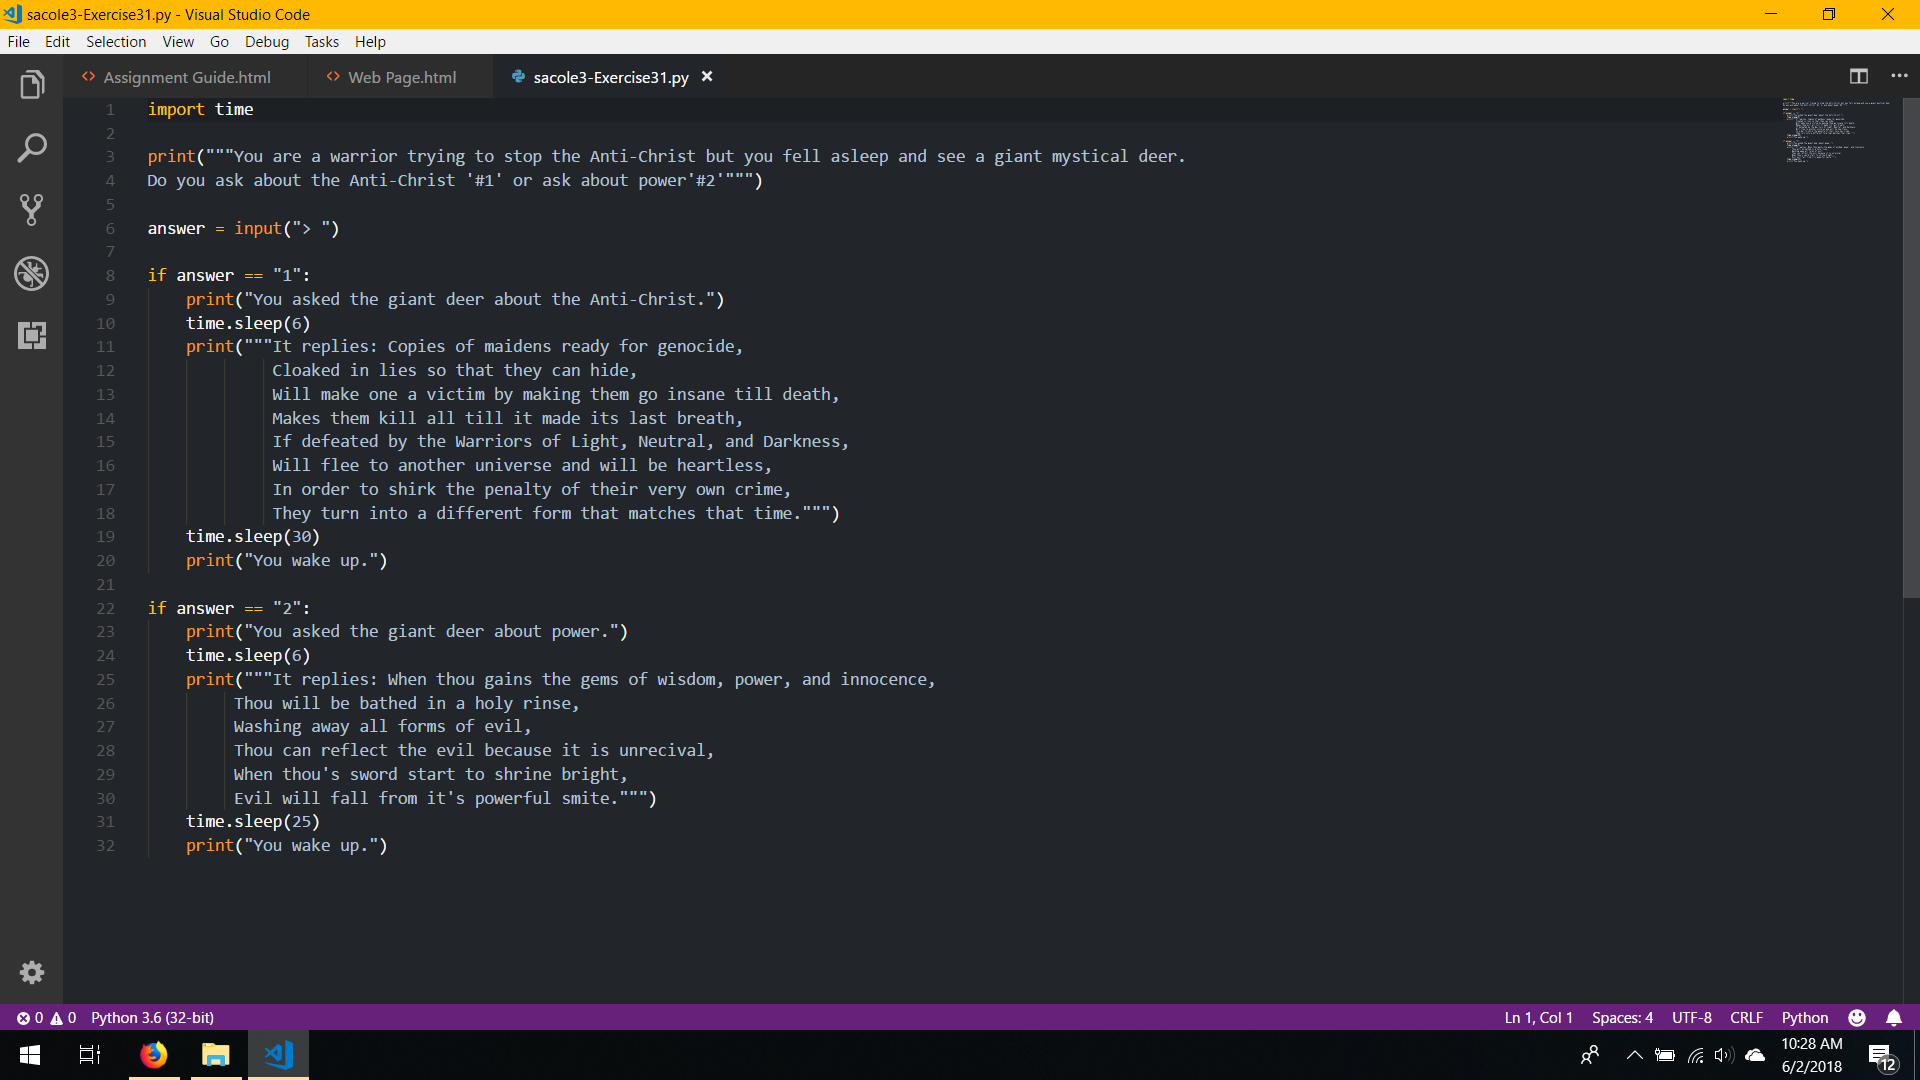 sacole3-Exercise31.py - Visual Studio Code
File Edit Selection View Go Debug Tasks Help
Assignment Guide.html Web Page.html sacole3-Exercise31.py
1 import time
2
3 print("""You are a warrior trying to stop the Anti-Christ but you fell asleep and see a giant mystical deer.
4 Do you ask about the Anti-Christ '#1' or ask about power'#2'""")
5
6 answer = input("> ")
7
8 if answer == "1":
9     print("You asked the giant deer about the Anti-Christ.")
10     time.sleep(6)
11     print("""It replies: Copies of maidens ready for genocide,
12              Cloaked in lies so that they can hide,
13              Will make one a victim by making them go insane till death,
14              Makes them kill all till it made its last breath,
15              If defeated by the Warriors of Light, Neutral, and Darkness,
16              Will flee to another universe and will be heartless,
17              In order to shirk the penalty of their very own crime,
18              They turn into a different form that matches that time.""")
19     time.sleep(30)
20     print("You wake up.")
21
22 if answer == "2":
23     print("You asked the giant deer about power.")
24     time.sleep(6)
25     print("""It replies: When thou gains the gems of wisdom, power, and innocence,
26          Thou will be bathed in a holy rinse,
27          Washing away all forms of evil,
28          Thou can reflect the evil because it is unrecival,
29          When thou's sword start to shrine bright,
30          Evil will fall from it's powerful smite.""")
31     time.sleep(25)
32     print("You wake up.")
0 0 Python 3.6 (32-bit) Ln 1, Col 1 Spaces: 4 UTF-8 CRLF Python
10:28 AM
6/2/2018
12